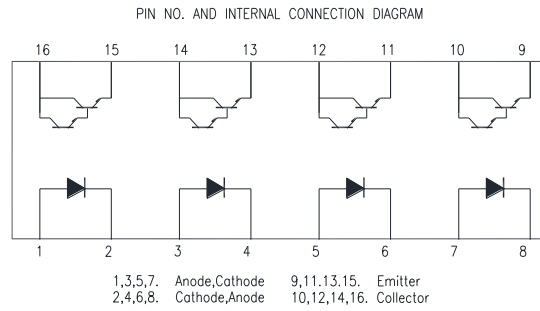 PIN NO. AND INTERNAL CONNECTION DIAGRAM
16 15 14 13 12 11 10 9
1 2 3 4 5 6 7 8
1,3,5,7. Anode,Cathode 9,11.13.15. Emitter
2,4,6,8. Cathode,Anode 10,12,14,16. Collector